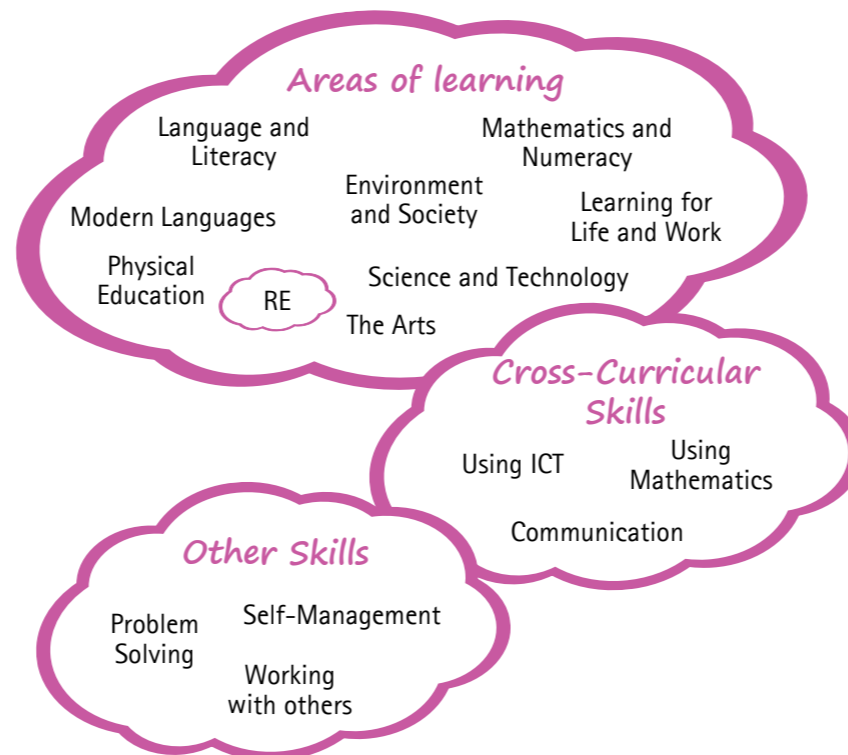 Areas of learning
Language and
Literacy
Mathematics and
Numeracy
Environment
and Society
Modern Languages
Learning for
Life and Work
Physical
Education
RE
Science and Technology
The Arts
Cross-Curricular
Skills
Using ICT
Using
Mathematics
Communication
Other Skills
Problem
Solving
Self-Management
Working
with others